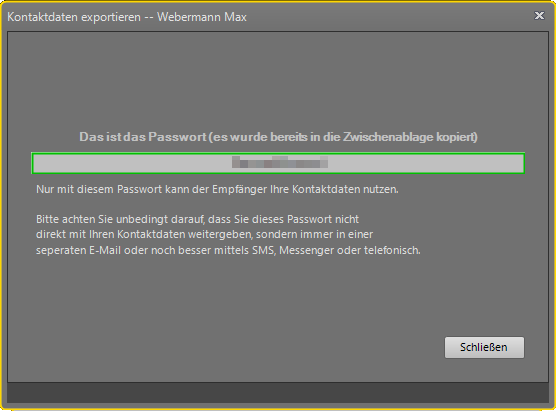 Kontaktdaten exportieren -- Webermann Max
Das ist das Passwort (es wurde bereits in die Zwischenablage kopiert)
Nur mit diesem Passwort kann der Empfänger Ihre Kontaktdaten nutzen.
Bitte achten Sie unbedingt darauf, dass Sie dieses Passwort nicht
direkt mit Ihren Kontaktdaten weitergeben, sondern immer in einer
seperaten E-Mail oder noch besser mittels SMS, Messenger oder telefonisch.
Schließen